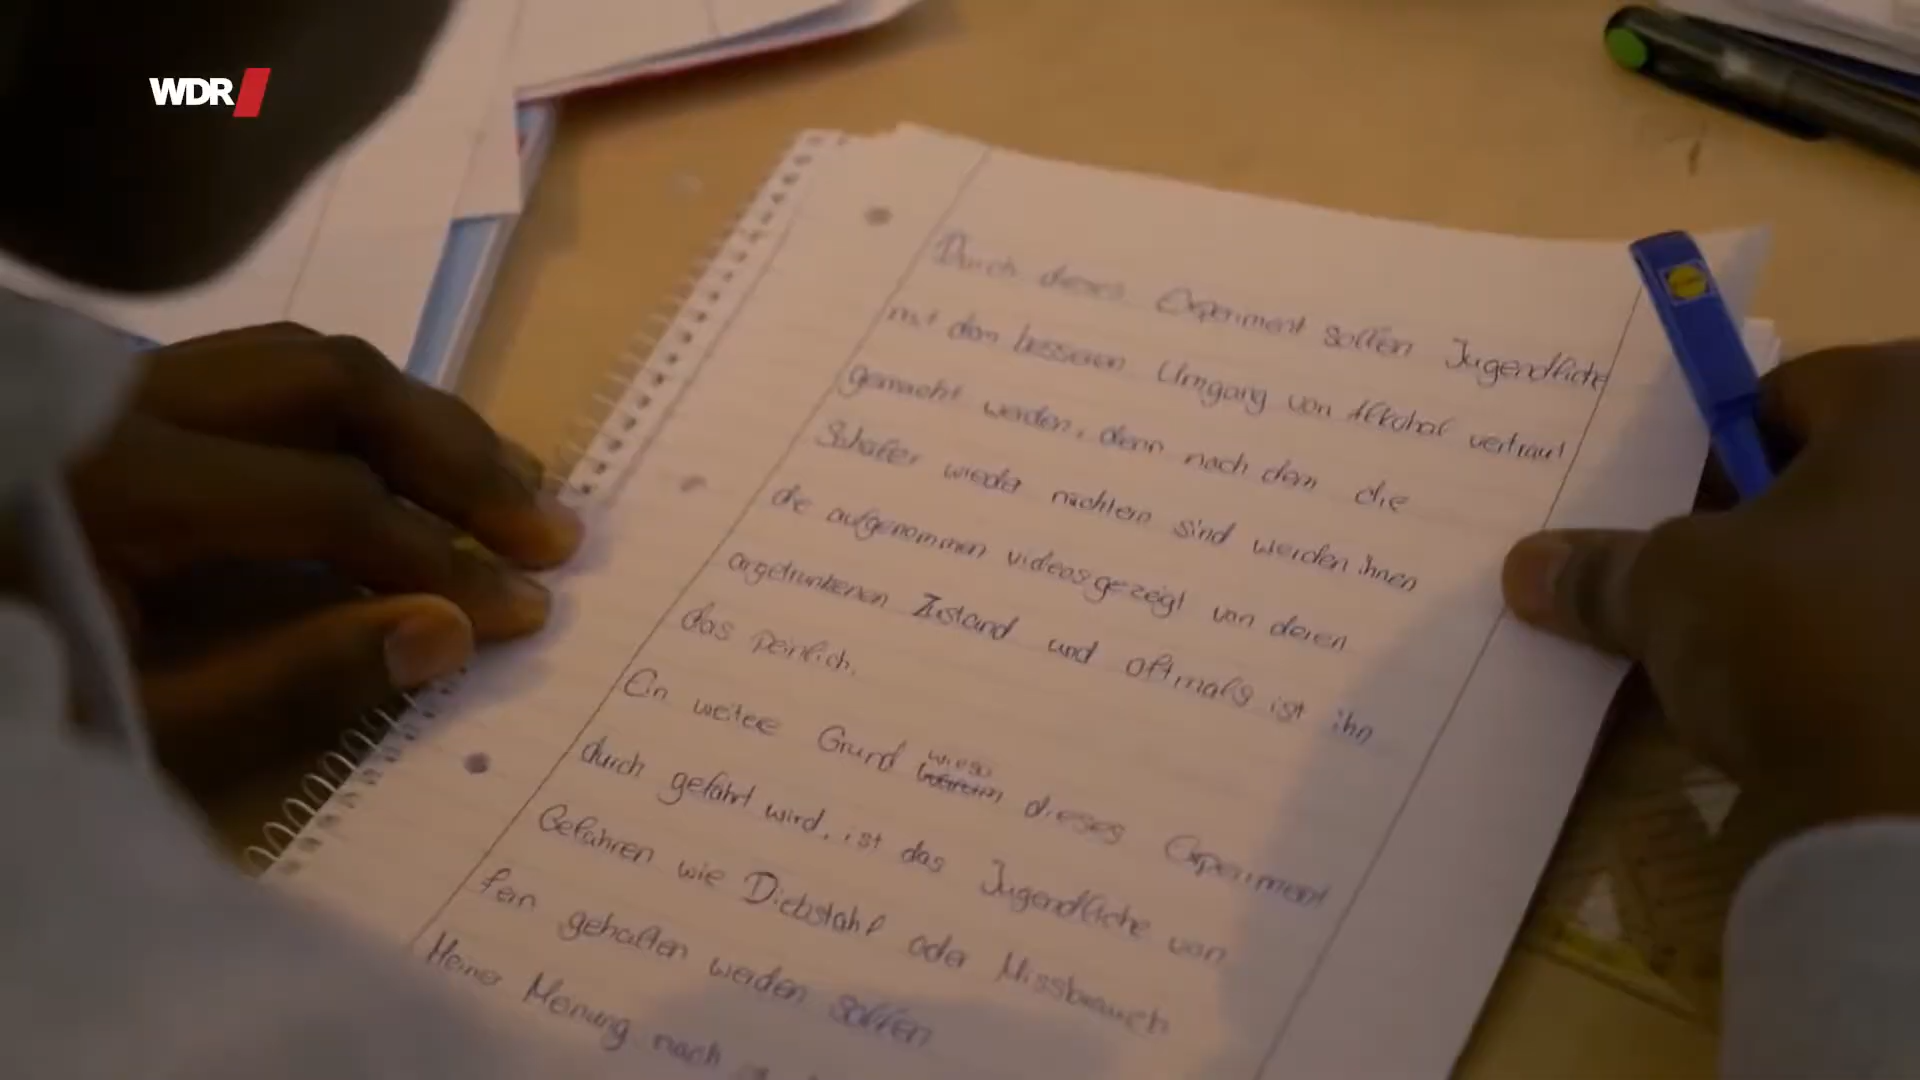 WDR
Durch dieses Experiment sollen Jugendliche
mit dem besseren Umgang von Alkohol vertraut
gemacht werden, denn nach dem die
Schüler wieder nüchtern sind werden ihnen
die aufgenommen videos gezeigt von deren
angetrunkenen Zustand und oftmals ist ihn
das peinlich.
Ein weitere Grund wieso dieses Experiment
durch geführt wird, ist das Jugendliche von
Gefahren wie Diebstahl oder Missbrauch
fern gehalten werden sollen
Meiner Meinung nach